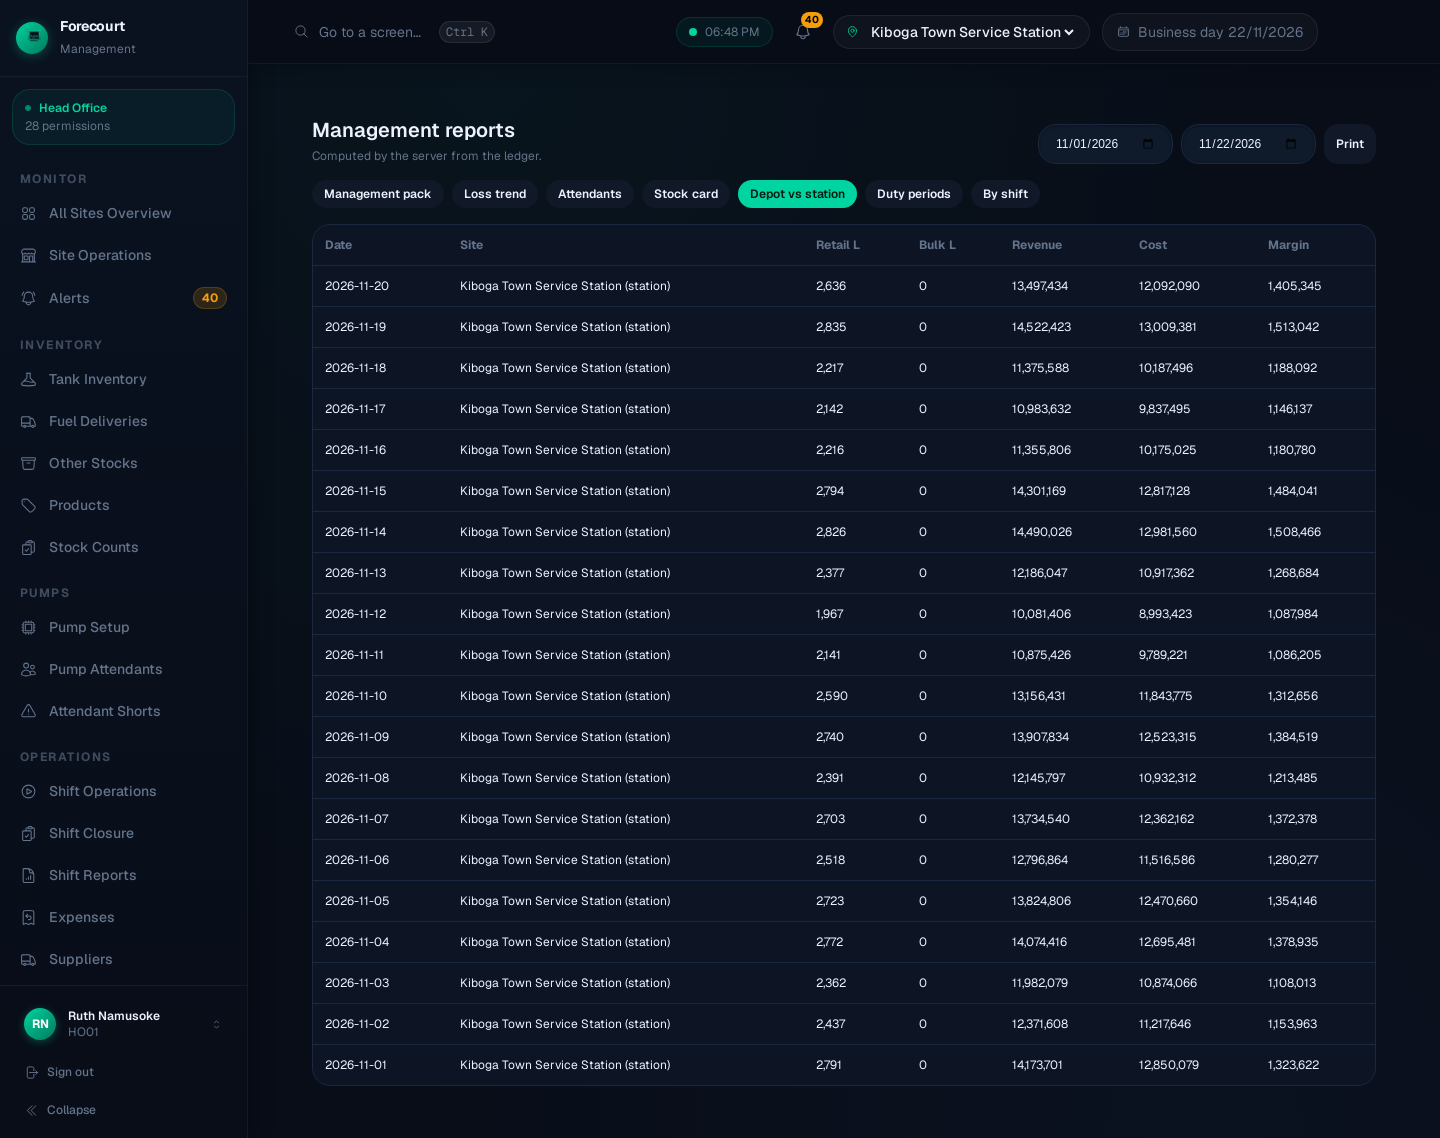 Forecourt
Management
Head Office
28 permissions
MONITOR
All Sites Overview
Site Operations
Alerts 40
INVENTORY
Tank Inventory
Fuel Deliveries
Other Stocks
Products
Stock Counts
PUMPS
Pump Setup
Pump Attendants
Attendant Shorts
OPERATIONS
Shift Operations
Shift Closure
Shift Reports
Expenses
Suppliers
RN Ruth Namusoke
HO01
Sign out
Collapse
Go to a screen... Ctrl K
06:48 PM 40 Kiboga Town Service Station Business day 22/11/2026
Management reports
Computed by the server from the ledger.
11/01/2026 11/22/2026 Print
Management pack Loss trend Attendants Stock card Depot vs station Duty periods By shift
Date Site Retail L Bulk L Revenue Cost Margin
2026-11-20 Kiboga Town Service Station (station) 2,636 0 13,497,434 12,092,090 1,405,345
2026-11-19 Kiboga Town Service Station (station) 2,835 0 14,522,423 13,009,381 1,513,042
2026-11-18 Kiboga Town Service Station (station) 2,217 0 11,375,588 10,187,496 1,188,092
2026-11-17 Kiboga Town Service Station (station) 2,142 0 10,983,632 9,837,495 1,146,137
2026-11-16 Kiboga Town Service Station (station) 2,216 0 11,355,806 10,175,025 1,180,780
2026-11-15 Kiboga Town Service Station (station) 2,794 0 14,301,169 12,817,128 1,484,041
2026-11-14 Kiboga Town Service Station (station) 2,826 0 14,490,026 12,981,560 1,508,466
2026-11-13 Kiboga Town Service Station (station) 2,377 0 12,186,047 10,917,362 1,268,684
2026-11-12 Kiboga Town Service Station (station) 1,967 0 10,081,406 8,993,423 1,087,984
2026-11-11 Kiboga Town Service Station (station) 2,141 0 10,875,426 9,789,221 1,086,205
2026-11-10 Kiboga Town Service Station (station) 2,590 0 13,156,431 11,843,775 1,312,656
2026-11-09 Kiboga Town Service Station (station) 2,740 0 13,907,834 12,523,315 1,384,519
2026-11-08 Kiboga Town Service Station (station) 2,391 0 12,145,797 10,932,312 1,213,485
2026-11-07 Kiboga Town Service Station (station) 2,703 0 13,734,540 12,362,162 1,372,378
2026-11-06 Kiboga Town Service Station (station) 2,518 0 12,796,864 11,516,586 1,280,277
2026-11-05 Kiboga Town Service Station (station) 2,723 0 13,824,806 12,470,660 1,354,146
2026-11-04 Kiboga Town Service Station (station) 2,772 0 14,074,416 12,695,481 1,378,935
2026-11-03 Kiboga Town Service Station (station) 2,362 0 11,982,079 10,874,066 1,108,013
2026-11-02 Kiboga Town Service Station (station) 2,437 0 12,371,608 11,217,646 1,153,963
2026-11-01 Kiboga Town Service Station (station) 2,791 0 14,173,701 12,850,079 1,323,622